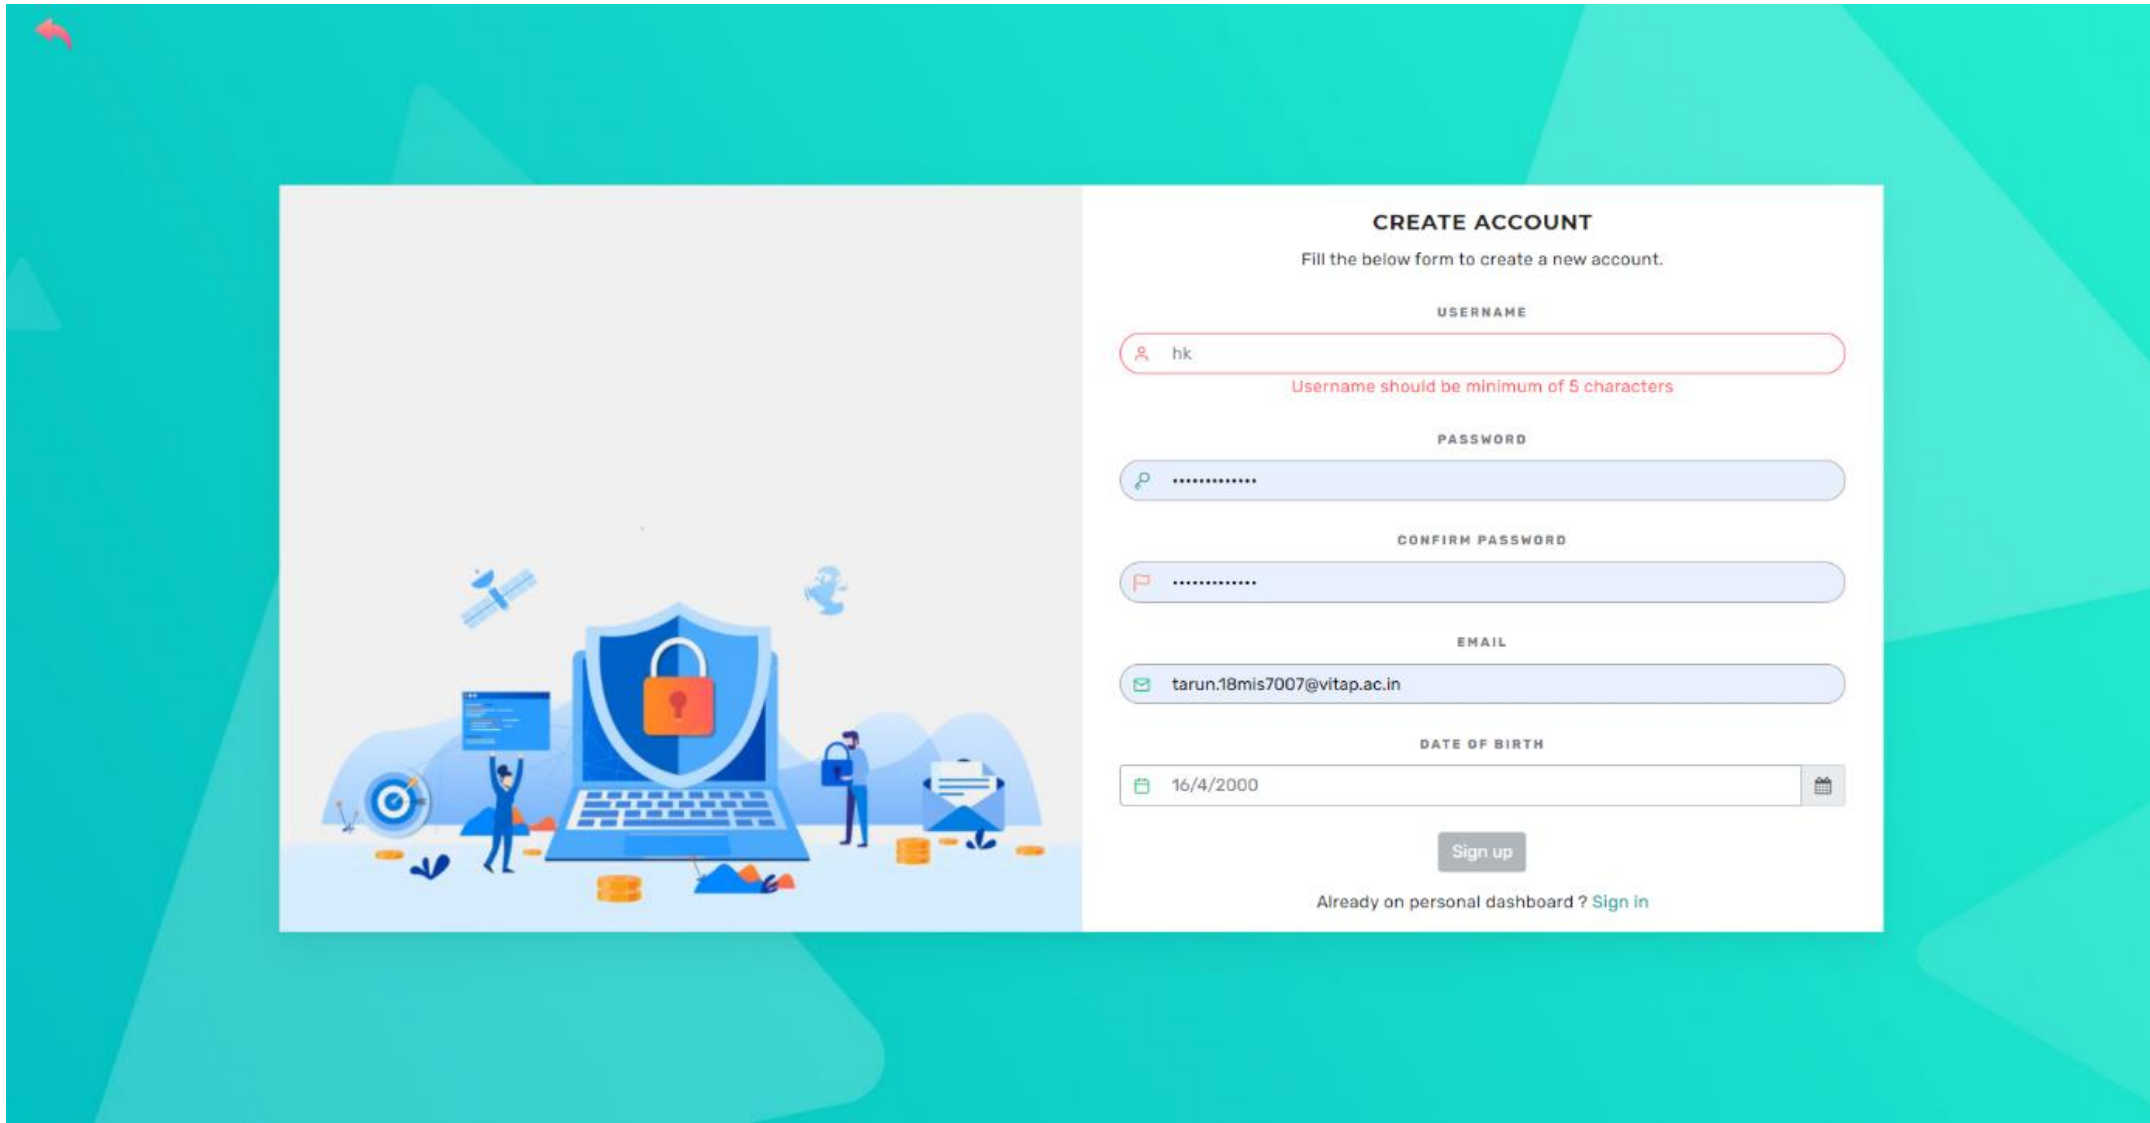 CREATE ACCOUNT
Fill the below form to create a new account.
USERNAME
hk
Username should be minimum of 5 characters
PASSWORD
•••••••••••••
CONFIRM PASSWORD
•••••••••••••
EMAIL
tarun.18mis7007@vitap.ac.in
DATE OF BIRTH
16/4/2000
Sign up
Already on personal dashboard ? Sign in